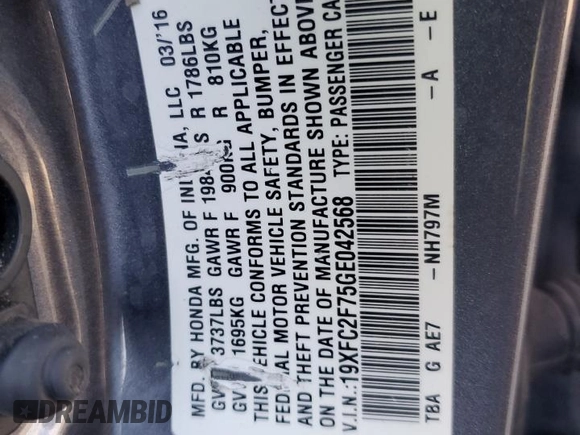 MFD. BY HONDA MFG. OF IN NA, LLC 03/'16
GV 3737LBS GAWR F 198 S R 1786LBS
GV 1695KG GAWR F 900KG R 810KG
THIS VEHICLE CONFORMS TO ALL APPLICABLE
FED AL MOTOR VEHICLE SAFETY, BUMPER,
AND THEFT PREVENTION STANDARDS IN EFFECT
ON THE DATE OF MANUFACTURE SHOWN ABOVE
V.I.N.:19XFC2F75GE042568 TYPE: PASSENGER CA
TBA G AE7 -NH797M -A -E
DREAMBID